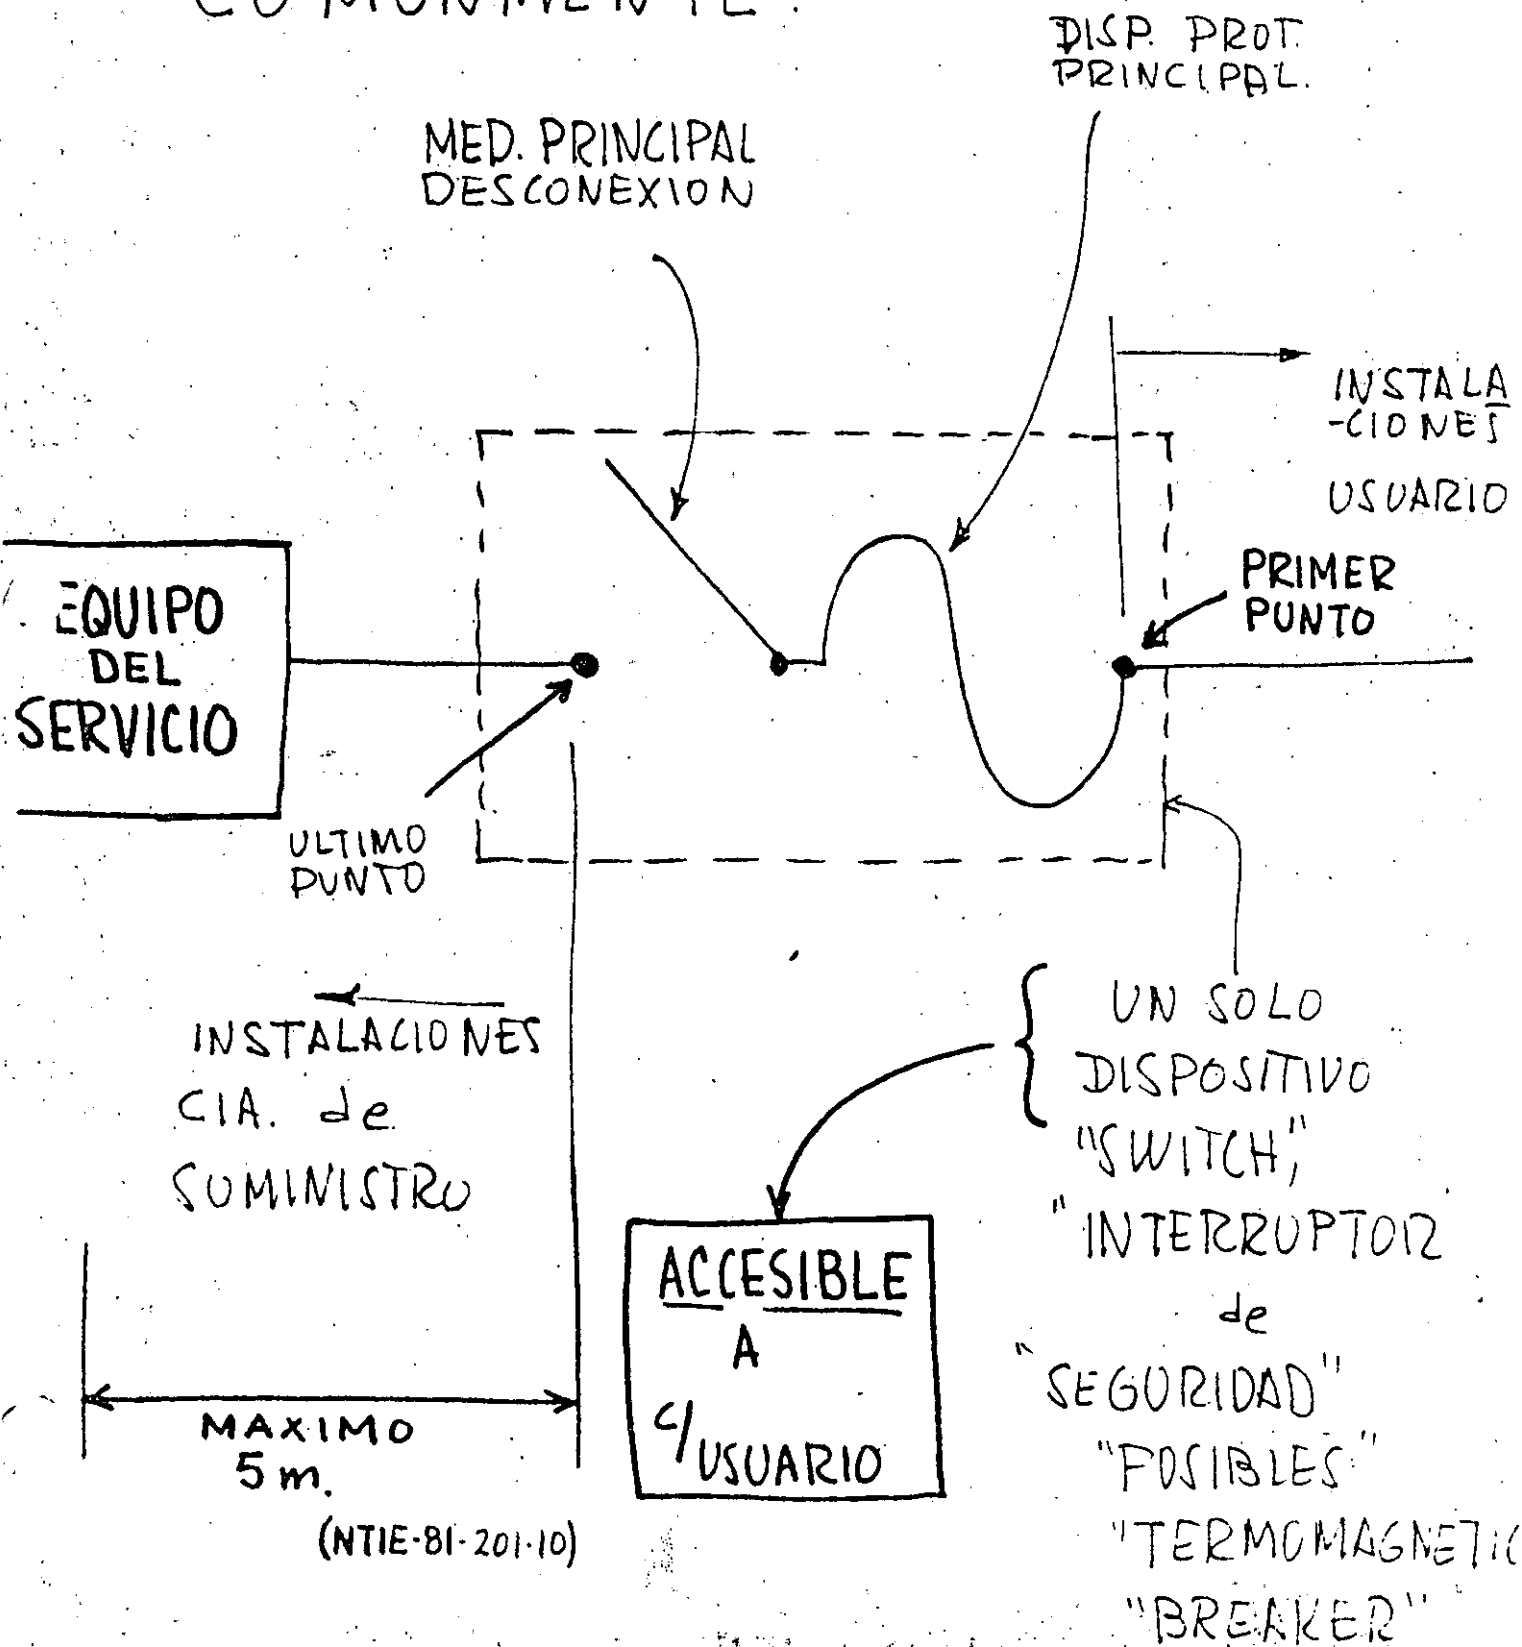 COMUNMENTE:
DISP. PROT.
PRINCIPAL.
MED. PRINCIPAL
DESCONEXION
INSTALA
-CIONES
USUARIO
PRIMER
PUNTO
EQUIPO
DEL
SERVICIO
ULTIMO
PUNTO
INSTALACIONES
CIA. de
SUMINISTRO
UN SOLO
DISPOSITIVO
"SWITCH,"
"INTERRUPTOR
de
"SEGURIDAD"
"FUSIBLES"
"TERMOMAGNETIC
"BREAKER"
ACCESIBLE
A
c/USUARIO
MAXIMO
5 m.
(NTIE-81-201-10)